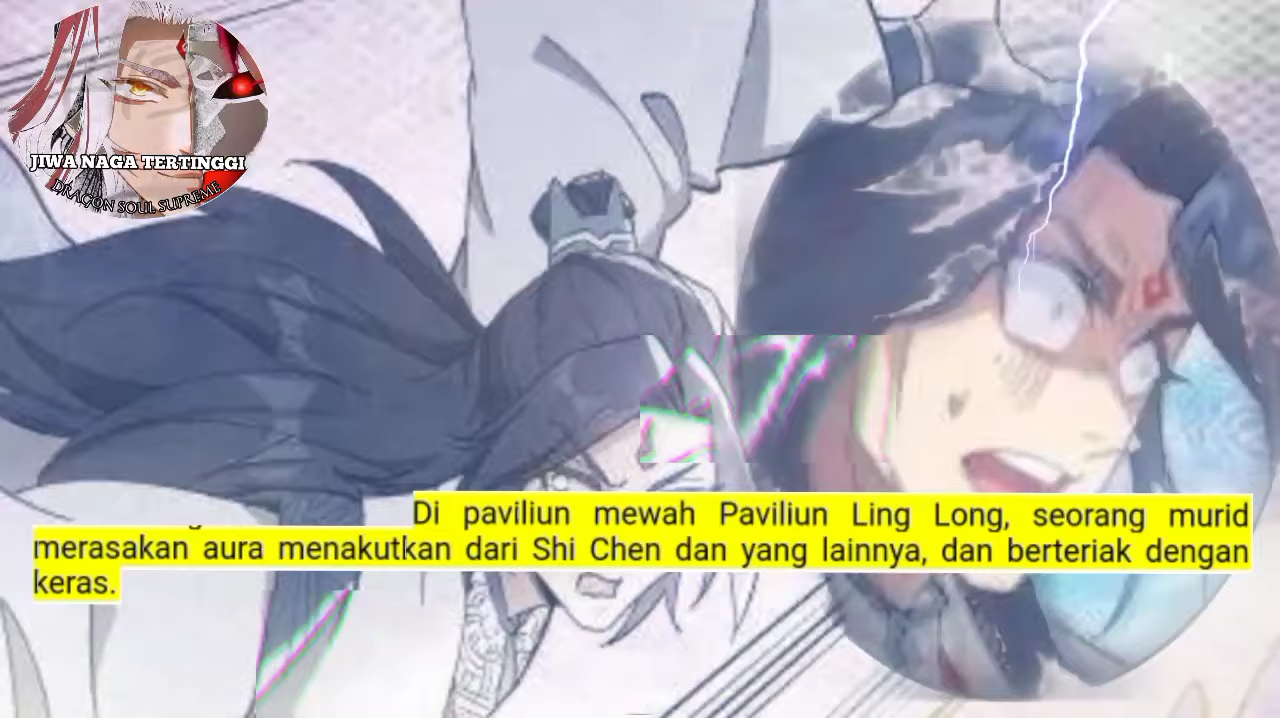 JIWA NAGA TERTINGGI
DRAGON SOUL SUPREME
Di paviliun mewah Paviliun Ling Long, seorang murid
merasakan aura menakutkan dari Shi Chen dan yang lainnya, dan berteriak dengan
keras.